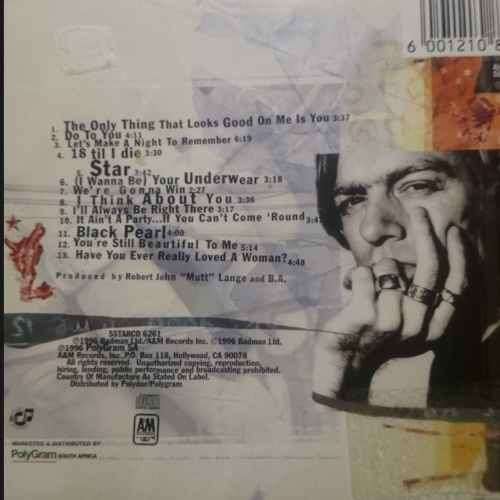 6 001210 8
1. The Only Thing That Looks Good On Me Is You 3:37
2. Do To You 4:11
3. Let's Make A Night To Remember 6:19
4. 18 til I die 3:30
5. Star 3:42
6. (I Wanna Be) Your Underwear 3:18
7. We're Gonna Win 2:27
8. I Think About You 3:36
9. I'll Always Be Right There 3:17
10. It Ain't A Party...If You Can't Come 'Round 3:4
11. Black Pearl 4:00
12. You're Still Beautiful To Me 5:14
13. Have You Ever Really Loved A Woman? 4:48
Produced by Robert John "Mutt" Lange and B.A.
SSTARCD 6261
©1996 Badman Ltd./A&M Records Inc. ©1996 Badman Ltd.
©1996 PolyGram SA
A&M Records, Inc. P.O. Box 118, Hollywood, CA 90078
All rights reserved. Unauthorized copying, reproduction,
hiring, lending, public performance and broadcasting prohibited.
Country Of Manufacture As Stated On Label.
Distributed by Polydor/Polygram
A&M
MARKETED & DISTRIBUTED BY
PolyGram SOUTH AFRICA